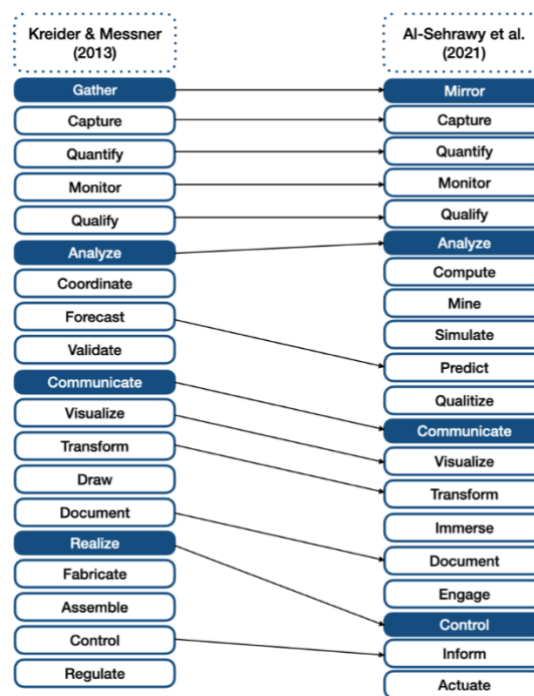 Kreider & Messner
(2013)
Gather
Capture
Quantify
Monitor
Qualify
Analyze
Coordinate
Forecast
Validate
Communicate
Visualize
Transform
Draw
Document
Realize
Fabricate
Assemble
Control
Regulate
Al-Sehrawy et al.
(2021)
Mirror
Capture
Quantify
Monitor
Qualify
Analyze
Compute
Mine
Simulate
Predict
Qualitize
Communicate
Visualize
Transform
Immerse
Document
Engage
Control
Inform
Actuate